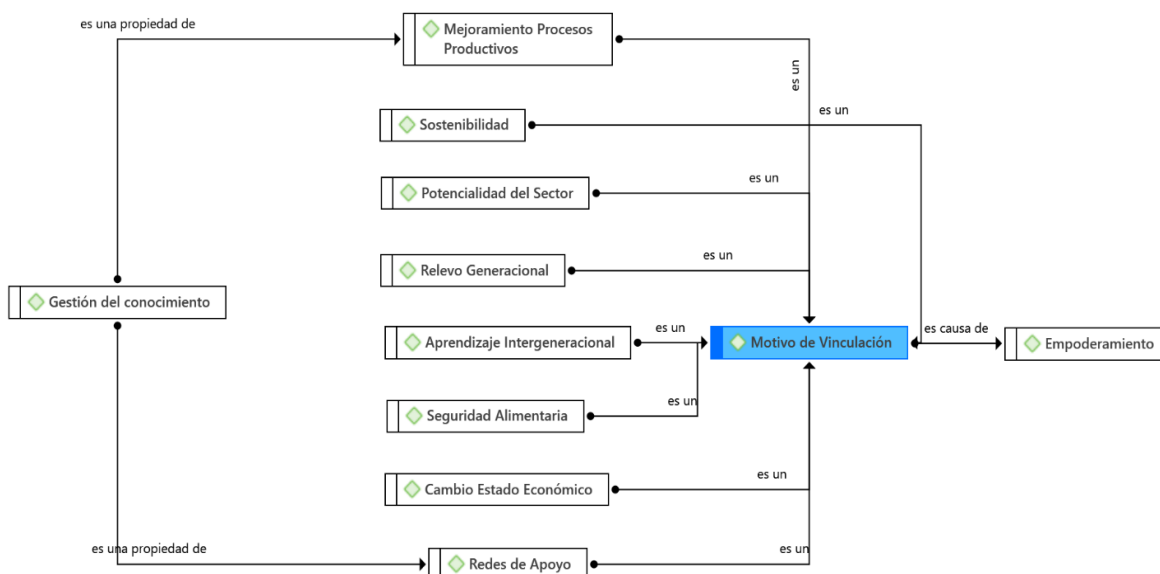 es una propiedad de
Mejoramiento Procesos
Productivos
es un
Sostenibilidad
es un
Potencialidad del Sector
es un
Relevo Generacional
es un
Gestión del conocimiento
Aprendizaje Intergeneracional
es un
Motivo de Vinculación
es causa de
Empoderamiento
Seguridad Alimentaria
es un
Cambio Estado Económico
es un
es una propiedad de
Redes de Apoyo
es un